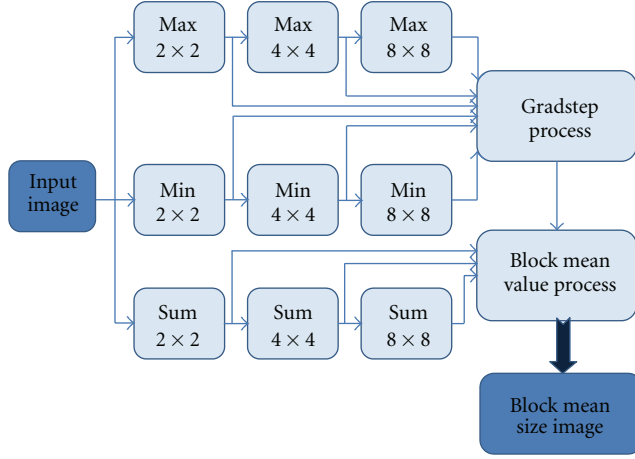 Max
2 × 2
Max
4 × 4
Max
8 × 8
Gradstep
process
Input
image
Min
2 × 2
Min
4 × 4
Min
8 × 8
Block mean
value process
Sum
2 × 2
Sum
4 × 4
Sum
8 × 8
Block mean
size image